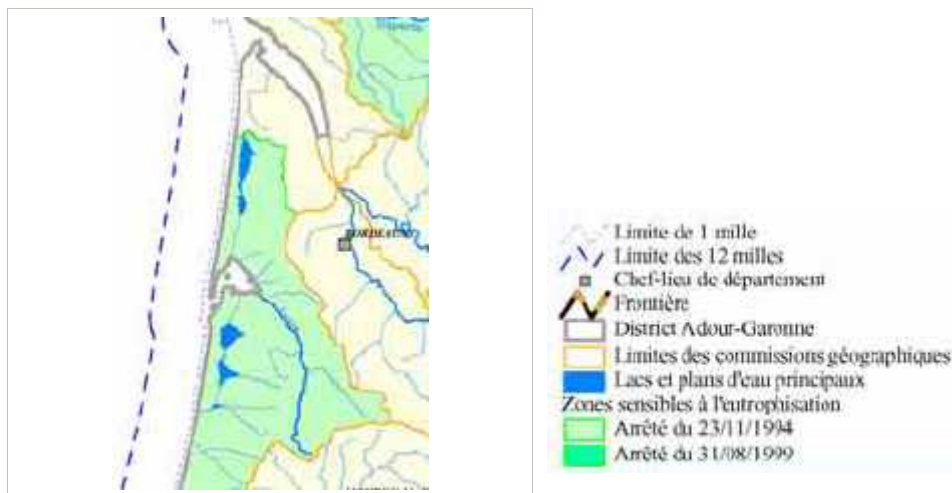 BORDEAUX
Limite de 1 mille
Limite des 12 milles
Chef-lieu de département
Frontière
District Adour-Garonne
Limites des commissions géographiques
Lacs et plans d'eau principaux
Zones sensibles à l'eutrophisation
Arrêté du 23/11/1994
Arrêté du 31/08/1999